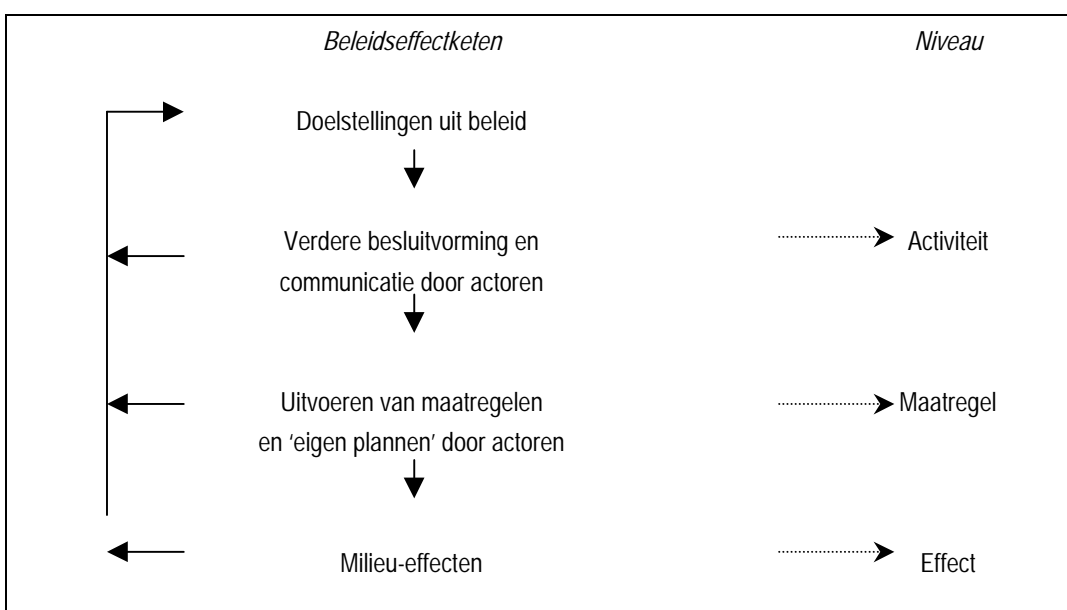 Beleidseffectketen Niveau
Doelstellingen uit beleid
Verdere besluitvorming en
communicatie door actoren
Activiteit
Uitvoeren van maatregelen
en ‘eigen plannen’ door actoren
Maatregel
Milieu-effecten Effect